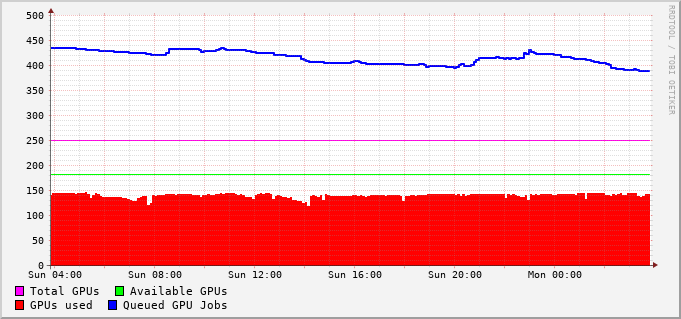 500
450
400
350
300
250
200
150
100
50
0
Sun 04:00 Sun 08:00 Sun 12:00 Sun 16:00 Sun 20:00 Mon 00:00
Total GPUs Available GPUs
GPUs used Queued GPU Jobs
RRDTOOL / TOBI OETIKER